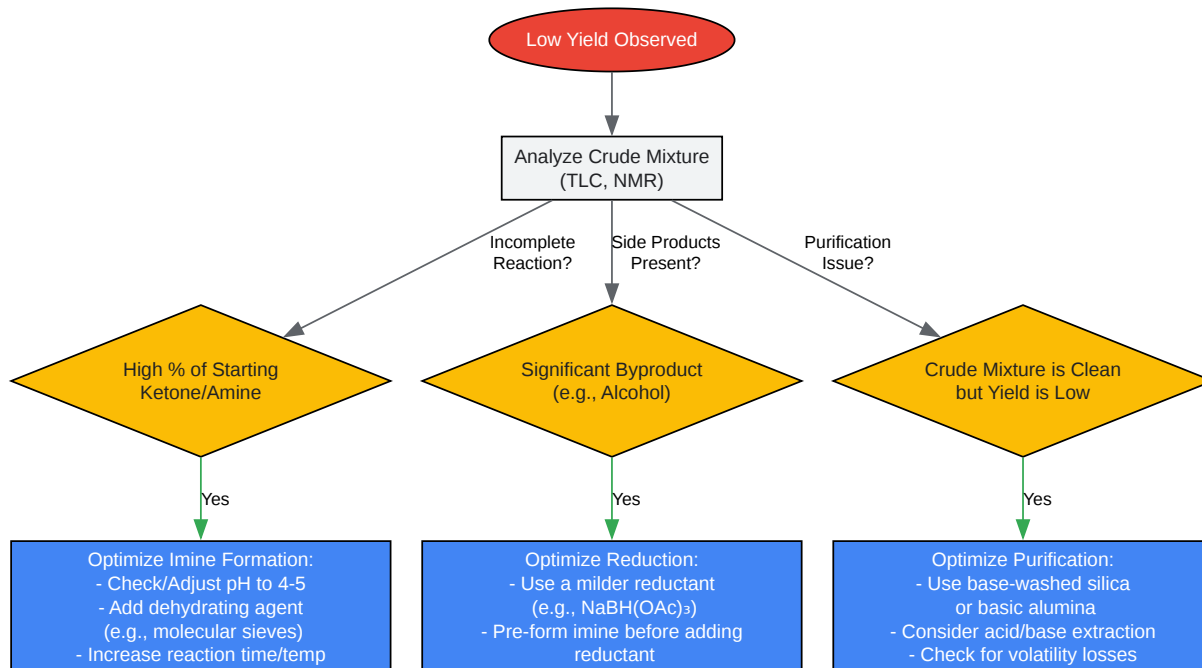 Low Yield Observed
Analyze Crude Mixture
(TLC, NMR)
Incomplete
Reaction?
Side Products
Present?
Purification
Issue?
High % of Starting
Ketone/Amine
Significant Byproduct
(e.g., Alcohol)
Crude Mixture is Clean
but Yield is Low
Yes
Yes
Yes
Optimize Imine Formation:
- Check/Adjust pH to 4-5
- Add dehydrating agent
(e.g., molecular sieves)
- Increase reaction time/temp
Optimize Reduction:
- Use a milder reductant
(e.g., NaBH(OAc)₃)
- Pre-form imine before adding
reductant
Optimize Purification:
- Use base-washed silica
or basic alumina
- Consider acid/base extraction
- Check for volatility losses